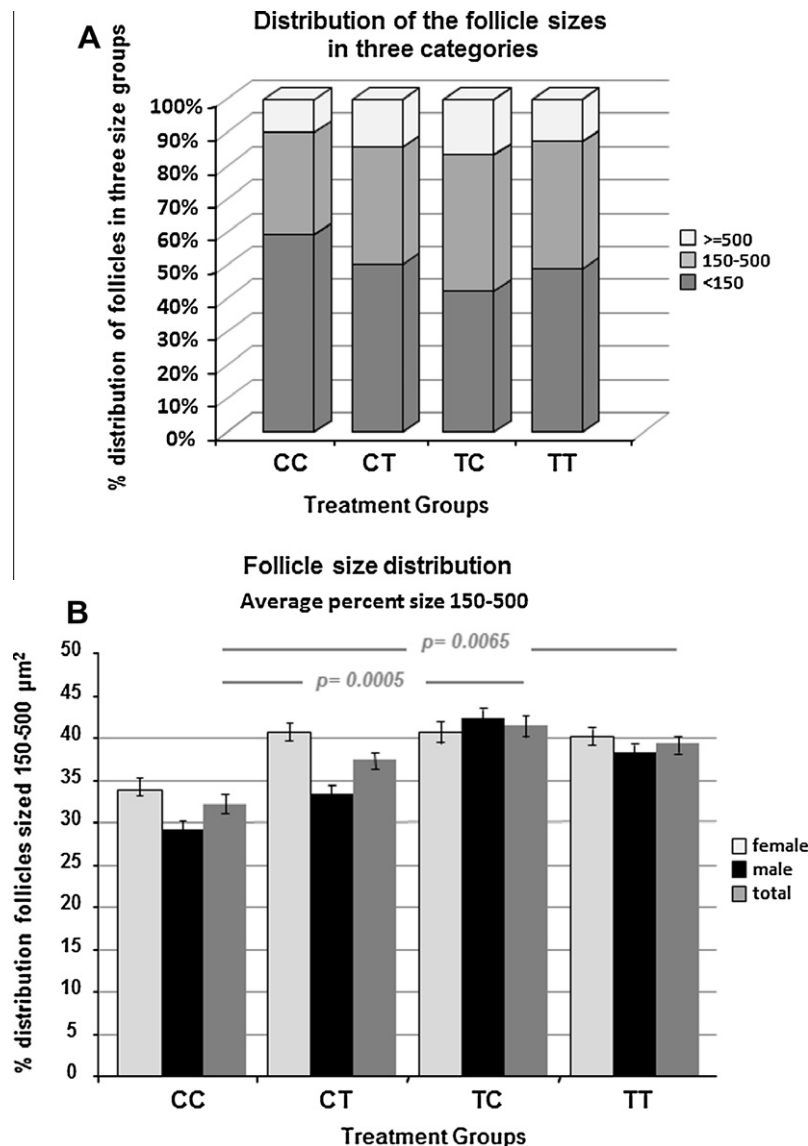 A
Distribution of the follicle sizes
in three categories
% distribution of follicles in three size groups
100%
90%
80%
70%
60%
50%
40%
30%
20%
10%
0%
CC CT TC TT
Treatment Groups
>=500
150-500
<150
Follicle size distribution
B
Average percent size 150-500
% distribution follicles sized 150-500 µm²
50
45
40
35
30
25
20
15
10
5
0
p= 0.0065
p= 0.0005
female
male
total
CC CT TC TT
Treatment Groups